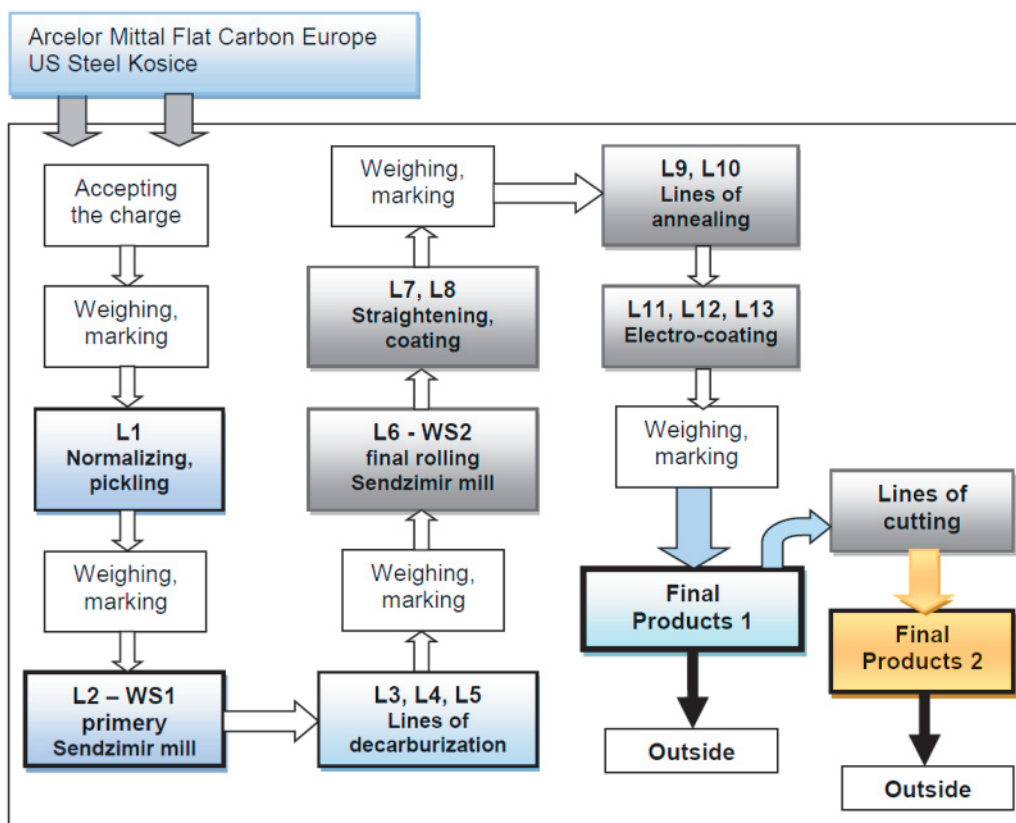 Arcelor Mittal Flat Carbon Europe
US Steel Kosice
Accepting
the charge
Weighing,
marking
L1
Normalizing,
pickling
Weighing,
marking
L2 – WS1
primery
Sendzimir mill
L3, L4, L5
Lines of
decarburization
Weighing,
marking
L6 - WS2
final rolling
Sendzimir mill
L7, L8
Straightening,
coating
Weighing,
marking
L9, L10
Lines of
annealing
L11, L12, L13
Electro-coating
Weighing,
marking
Final
Products 1
Outside
Lines of
cutting
Final
Products 2
Outside